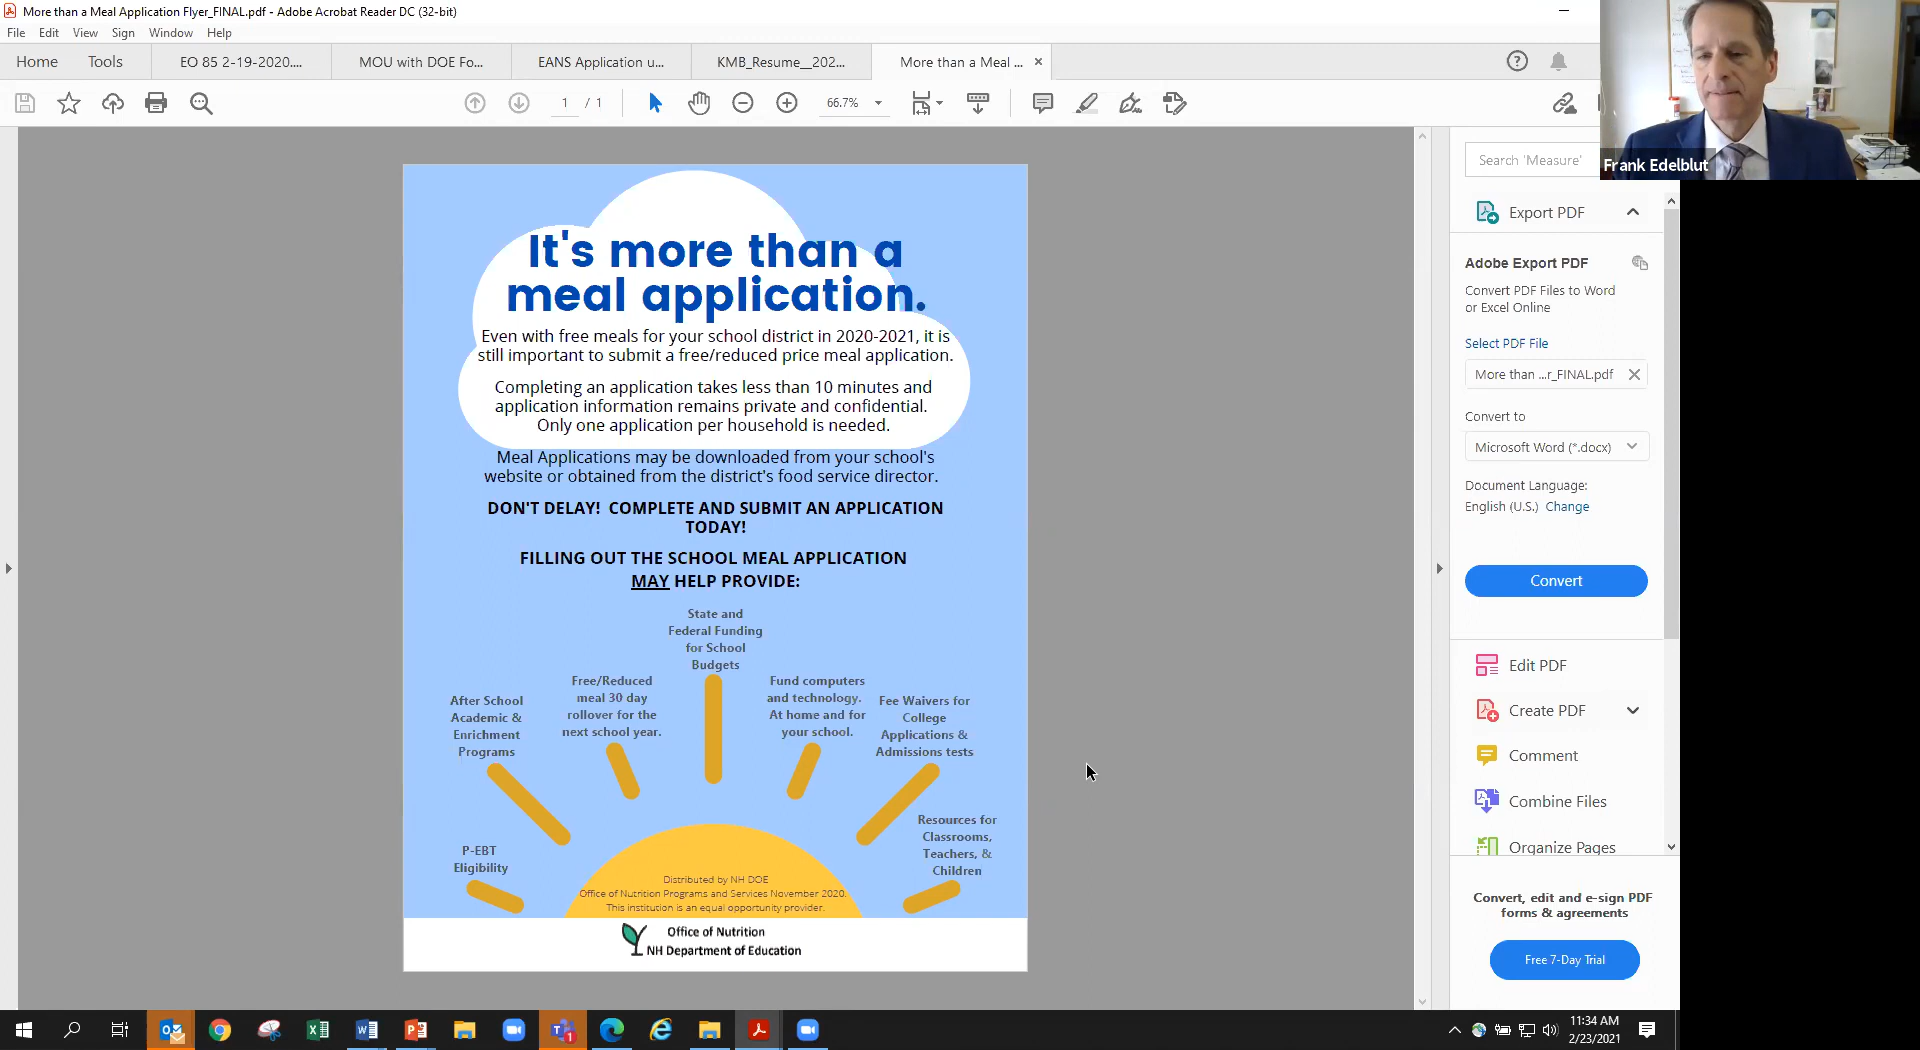 More than a Meal Application Flyer_FINAL.pdf - Adobe Acrobat Reader DC (32-bit)
File Edit View Sign Window Help
Home Tools EO 85 2-19-2020.... MOU with DOE Fo... EANS Application u... KMB_Resume__202... More than a Meal ...
1 / 1 66.7%
Frank Edelblut
Search 'Measure'
It's more than a
meal application.
Even with free meals for your school district in 2020-2021, it is
still important to submit a free/reduced price meal application.
Completing an application takes less than 10 minutes and
application information remains private and confidential.
Only one application per household is needed.
Meal Applications may be downloaded from your school's
website or obtained from the district's food service director.
DON'T DELAY! COMPLETE AND SUBMIT AN APPLICATION
TODAY!
FILLING OUT THE SCHOOL MEAL APPLICATION
MAY HELP PROVIDE:
State and
Federal Funding
for School
Budgets
Free/Reduced
meal 30 day
rollover for the
next school year.
Fund computers
and technology.
At home and for
your school.
After School
Academic &
Enrichment
Programs
Fee Waivers for
College
Applications &
Admissions tests
P-EBT
Eligibility
Resources for
Classrooms,
Teachers, &
Children
Distributed by NH DOE
Office of Nutrition Programs and Services November 2020.
This institution is an equal opportunity provider.
Office of Nutrition
NH Department of Education
Export PDF
Adobe Export PDF
Convert PDF Files to Word
or Excel Online
Select PDF File
More than ...r_FINAL.pdf
Convert to
Microsoft Word (*.docx)
Document Language:
English (U.S.) Change
Convert
Edit PDF
Create PDF
Comment
Combine Files
Organize Pages
Convert, edit and e-sign PDF
forms & agreements
Free 7-Day Trial
11:34 AM
2/23/2021